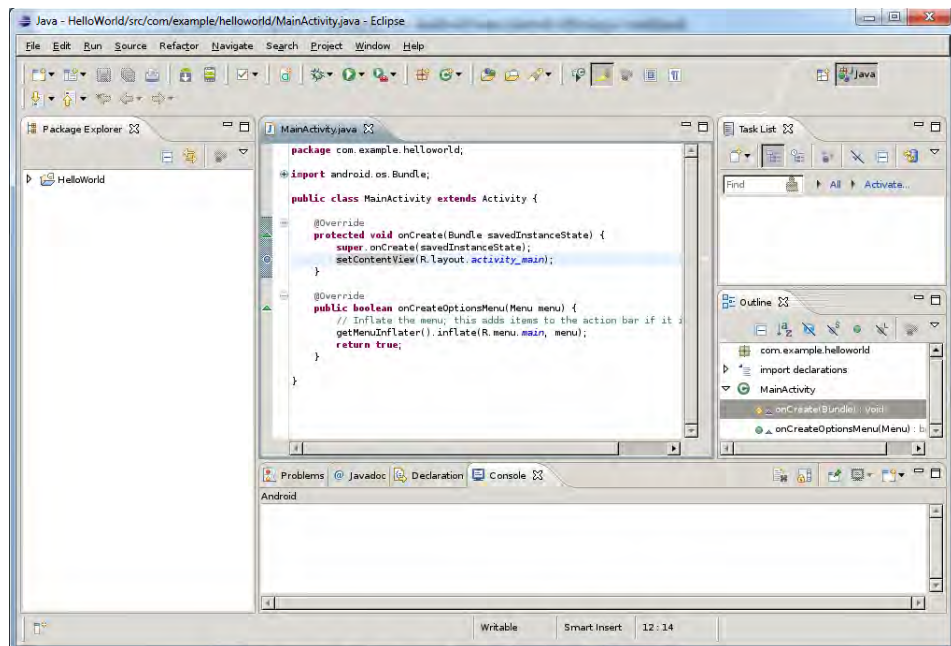 Java - HelloWorld/src/com/example/helloworld/MainActivity.java - Eclipse
File Edit Run Source Refactor Navigate Search Project Window Help
Java
Package Explorer
HelloWorld
MainActivity.java
package com.example.helloworld;
import android.os.Bundle;
public class MainActivity extends Activity {
@Override
protected void onCreate(Bundle savedInstanceState) {
super.onCreate(savedInstanceState);
setContentView(R.layout.activity_main);
}
@Override
public boolean onCreateOptionsMenu(Menu menu) {
// Inflate the menu; this adds items to the action bar if it i
getMenuInflater().inflate(R.menu.main, menu);
return true;
}
}
Task List
Find All Activate...
Outline
com.example.helloworld
import declarations
MainActivity
onCreate(Bundle) : void
onCreateOptionsMenu(Menu) : b
Problems @ Javadoc Declaration Console
Android
Writable Smart Insert 12 : 14